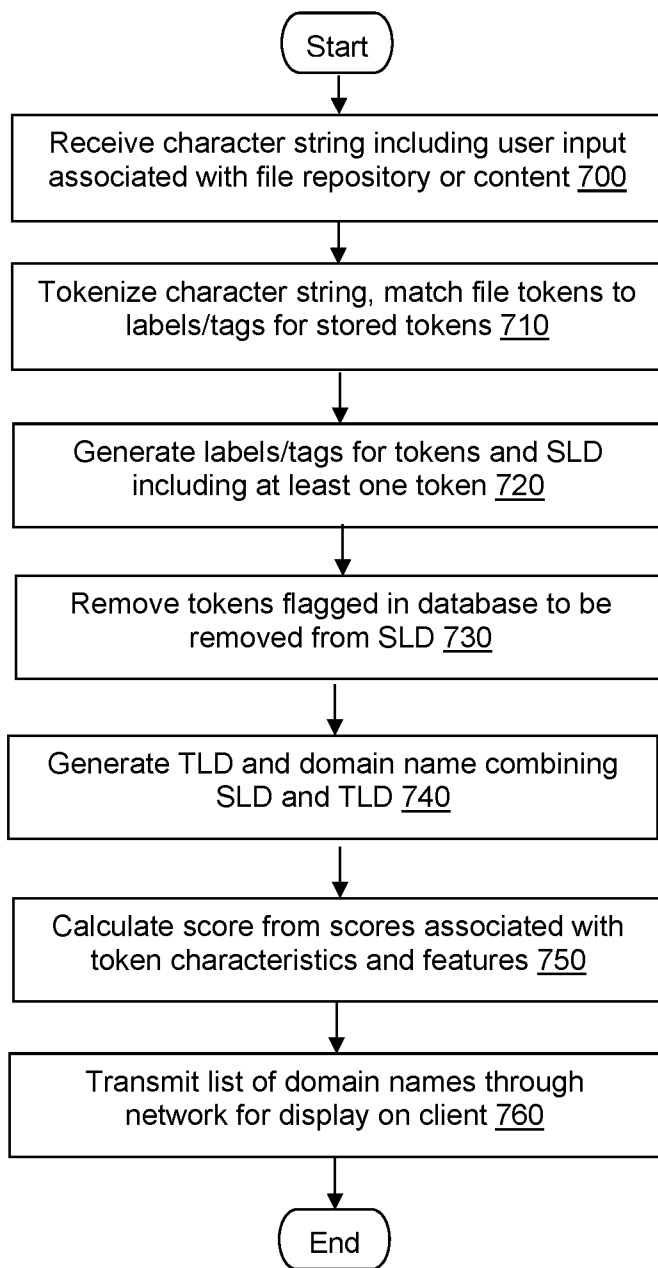 Start
Receive character string including user input
associated with file repository or content 700
Tokenize character string, match file tokens to
labels/tags for stored tokens 710
Generate labels/tags for tokens and SLD
including at least one token 720
Remove tokens flagged in database to be
removed from SLD 730
Generate TLD and domain name combining
SLD and TLD 740
Calculate score from scores associated with
token characteristics and features 750
Transmit list of domain names through
network for display on client 760
End